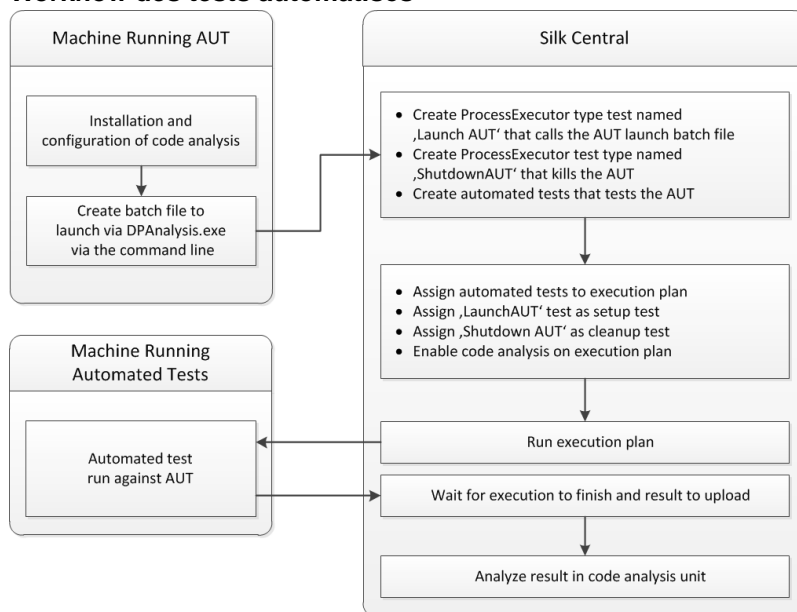 Workflow des tests automatisés
Machine Running AUT
Installation and
configuration of code analysis
Create batch file to
launch via DPAnalysis.exe
via the command line
Silk Central
• Create ProcessExecutor type test named
‚Launch AUT‘ that calls the AUT launch batch file
• Create ProcessExecutor test type named
‚ShutdownAUT‘ that kills the AUT
• Create automated tests that tests the AUT
• Assign automated tests to execution plan
• Assign ‚LaunchAUT‘ test as setup test
• Assign ‚Shutdown AUT‘ as cleanup test
• Enable code analysis on execution plan
Machine Running
Automated Tests
Run execution plan
Automated test
run against AUT
Wait for execution to finish and result to upload
Analyze result in code analysis unit